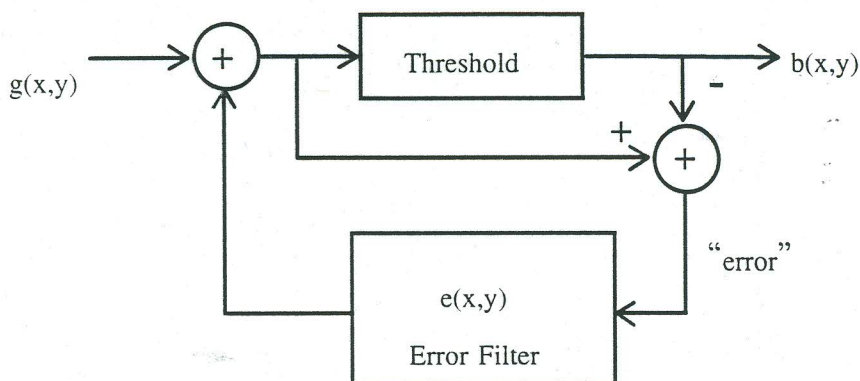 g(x,y)
+
Threshold
b(x,y)
-
+
+
“error”
e(x,y)
Error Filter